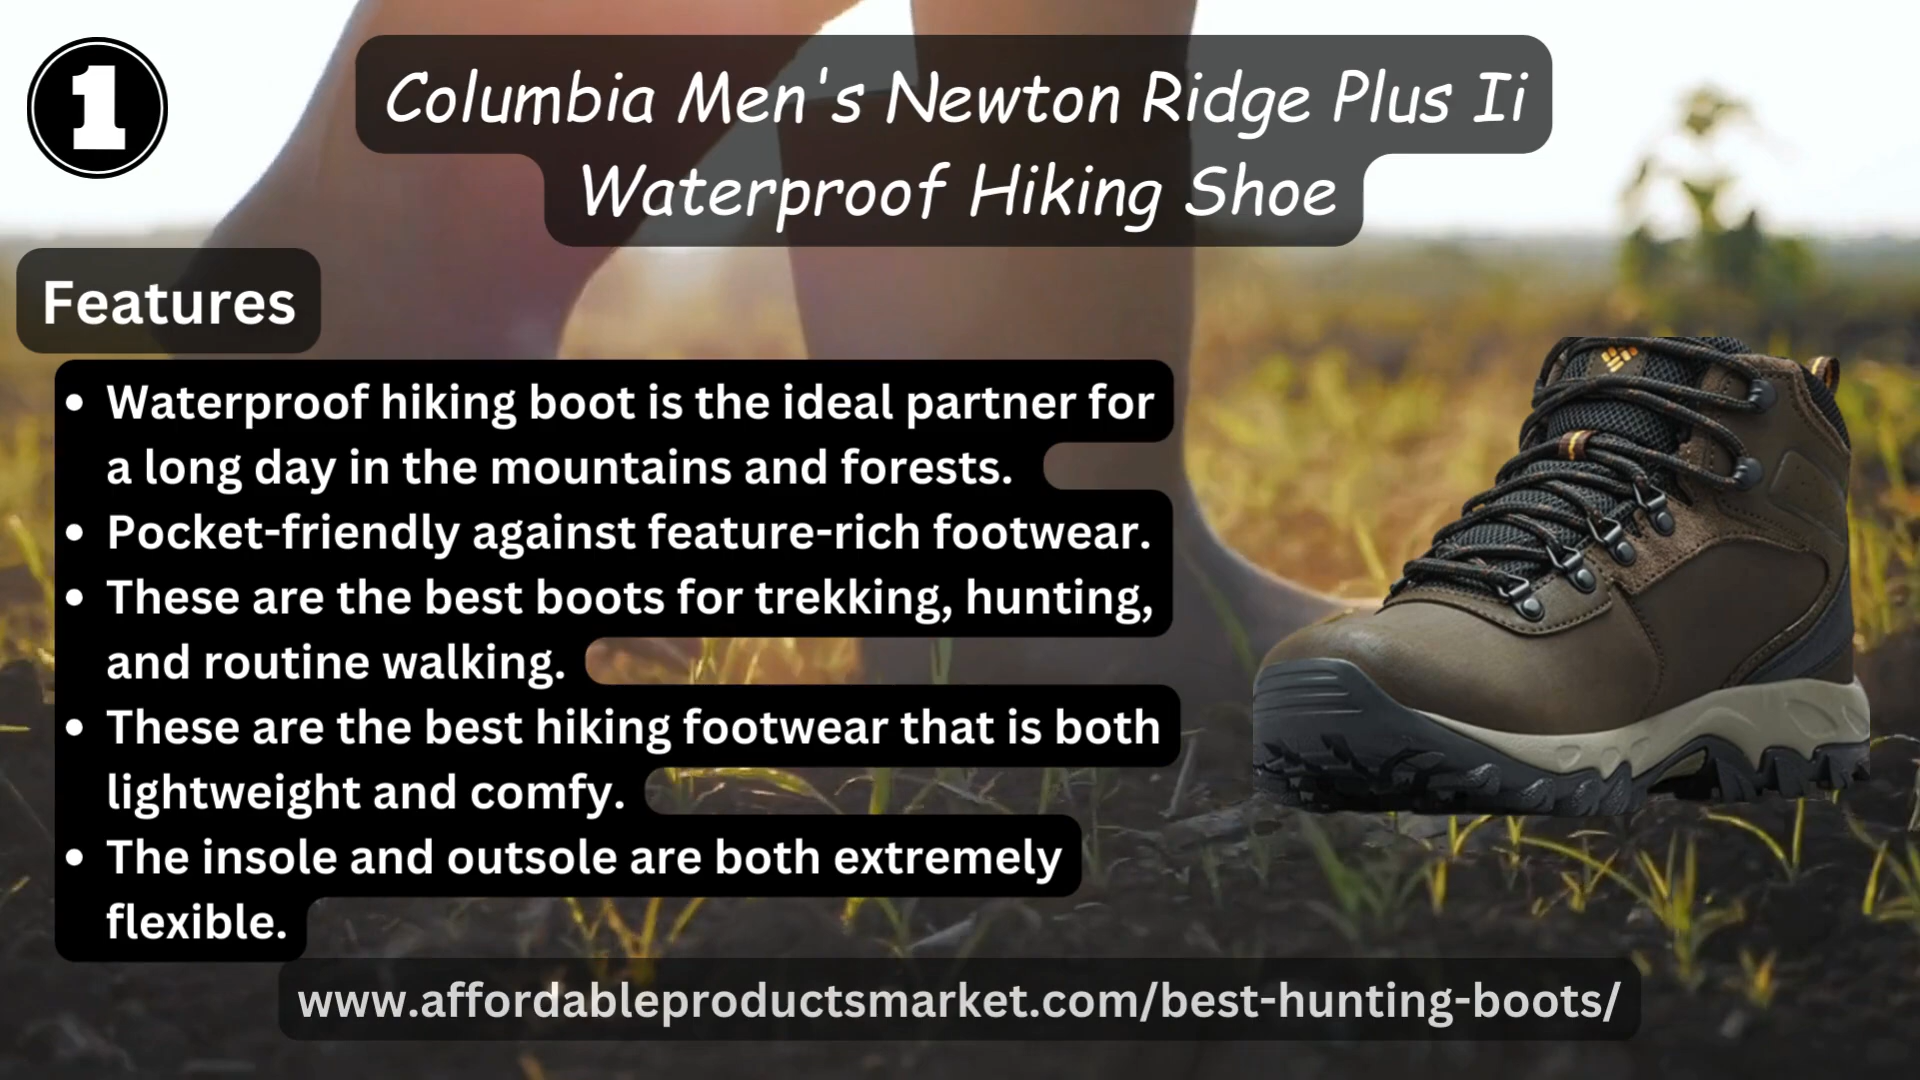 1
Columbia Men's Newton Ridge Plus Ii
Waterproof Hiking Shoe
Features
• Waterproof hiking boot is the ideal partner for
a long day in the mountains and forests.
• Pocket-friendly against feature-rich footwear.
• These are the best boots for trekking, hunting,
and routine walking.
• These are the best hiking footwear that is both
lightweight and comfy.
• The insole and outsole are both extremely
flexible.
www.affordableproductsmarket.com/best-hunting-boots/